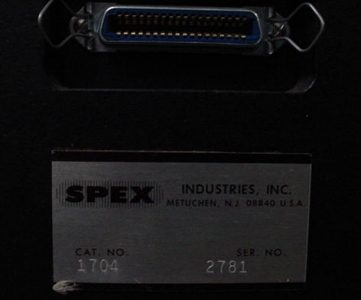 SPEX INDUSTRIES, INC.
METUCHEN, N.J. 08840 U.S.A.
CAT. NO. SER. NO.
1704 2781